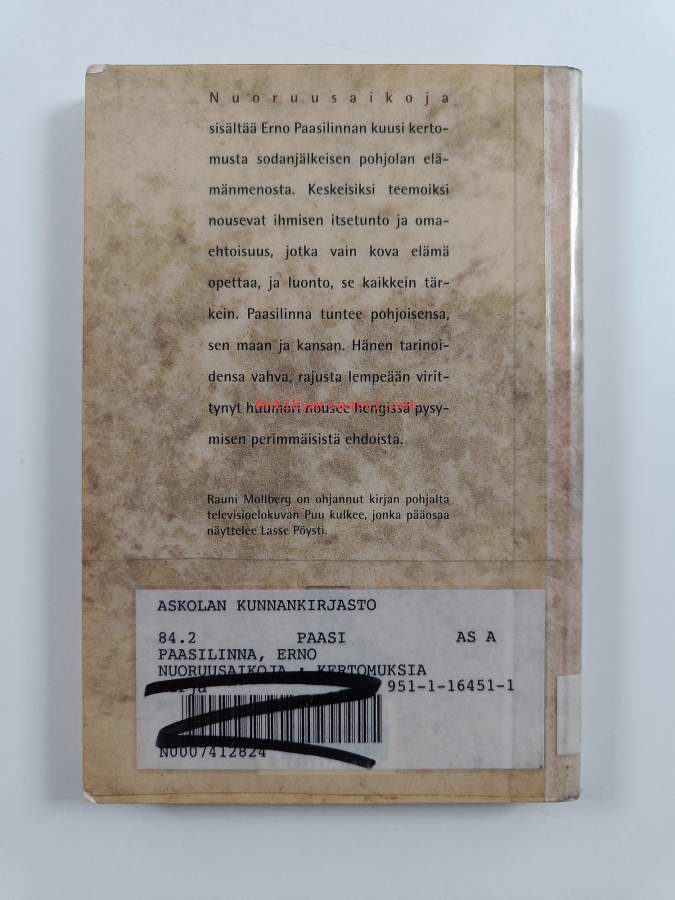 Nuoruusaikoja
sisältää Erno Paasilinnan kuusi kerto-
musta sodanjälkeisen pohjolan elä-
mänmenosta. Keskeisiksi teemoiksi
nousevat ihmisen itsetunto ja oma-
ehtoisuus, jotka vain kova elämä
opettaa, ja luonto, se kaikkein tär-
kein. Paasilinna tuntee pohjoisensa,
sen maan ja kansan. Hänen tarinoi-
densa vahva, rajusta lempeään virit-
tynyt huumori nousee hengissä pysy-
misen perimmäisistä ehdoista.
Rauni Mollberg on ohjannut kirjan pohjalta
televisioelokuvan Puu kulkee, jonka pääosaa
näyttelee Lasse Pöysti.
ASKOLAN KUNNANKIRJASTO
84.2 PAASI AS A
PAASILINNA, ERNO
NUORUUSAIKOJA : KERTOMUKSIA
951-1-16451-1
N0007412824